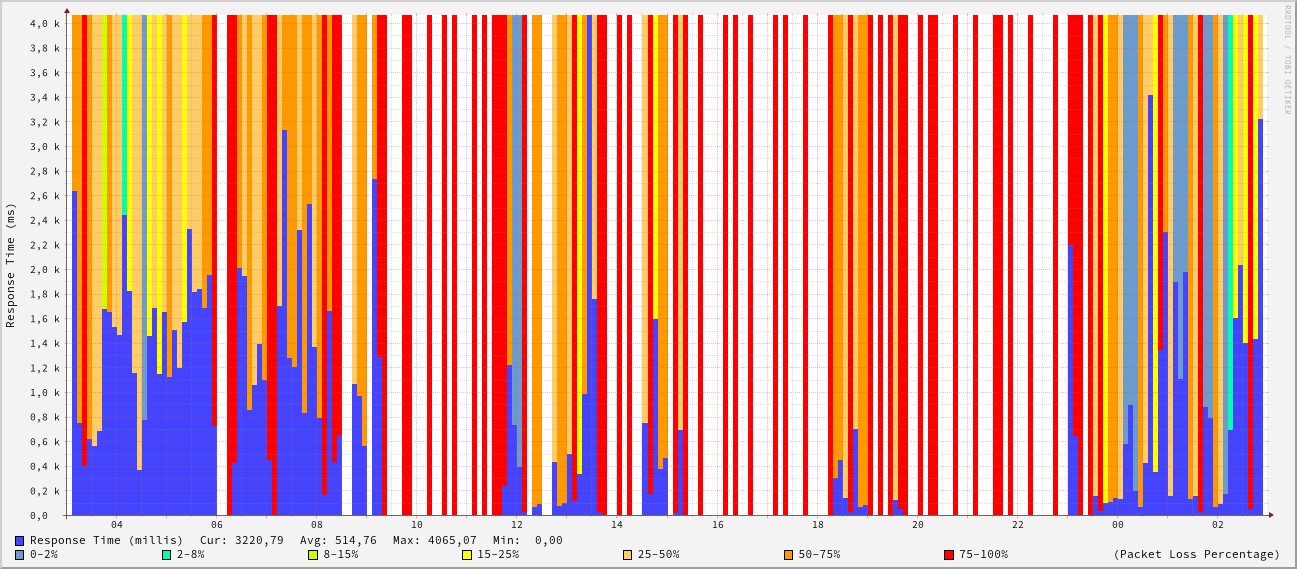 RRDTOOL / TOBI OETIKER
Response Time (ms)
4,0 k
3,8 k
3,6 k
3,4 k
3,2 k
3,0 k
2,8 k
2,6 k
2,4 k
2,2 k
2,0 k
1,8 k
1,6 k
1,4 k
1,2 k
1,0 k
0,8 k
0,6 k
0,4 k
0,2 k
0,0
04 06 08 10 12 14 16 18 20 22 00 02
Response Time (millis) Cur: 3220,79 Avg: 514,76 Max: 4065,07 Min: 0,00
0-2% 2-8% 8-15% 15-25% 25-50% 50-75% 75-100% (Packet Loss Percentage)